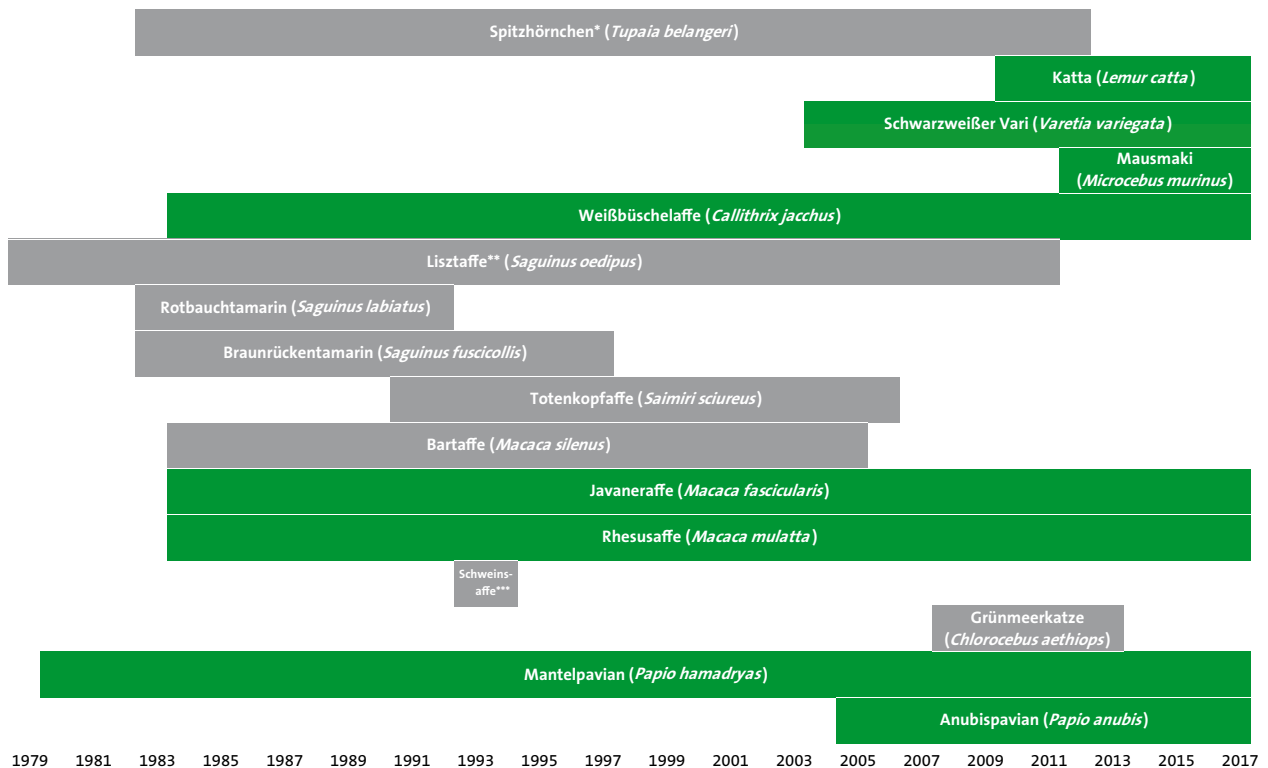 Spitzhörnchen* (Tupaia belangeri)
Katta (Lemur catta)
Schwarzweißer Vari (Varetia variegata)
Mausmaki
(Microcebus murinus)
Weißbüschelaffe (Callithrix jacchus)
Lisztaffe** (Saguinus oedipus)
Rotbauchtamarin (Saguinus labiatus)
Braunrückentamarin (Saguinus fuscicollis)
Totenkopfaffe (Saimiri sciureus)
Bartaffe (Macaca silenus)
Javaneraffe (Macaca fascicularis)
Rhesusaffe (Macaca mulatta)
Schweins-
affe***
Grünmeerkatze
(Chlorocebus aethiops)
Mantelpavian (Papio hamadryas)
Anubispavian (Papio anubis)
1979 1981 1983 1985 1987 1989 1991 1993 1995 1997 1999 2001 2003 2005 2007 2009 2011 2013 2015 2017